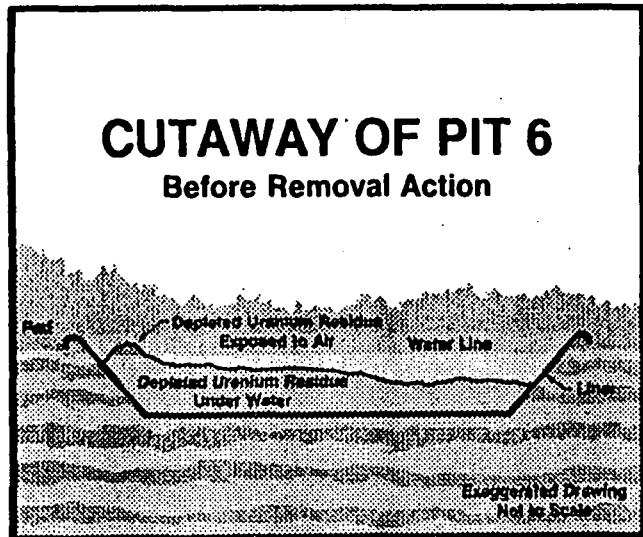 CUTAWAY OF PIT 6
Before Removal Action
Depleted Uranium Residue
Exposed to Air
Water Line
Depleted Uranium Residue
Under Water
Liner
Exaggerated Drawing
Not to Scale